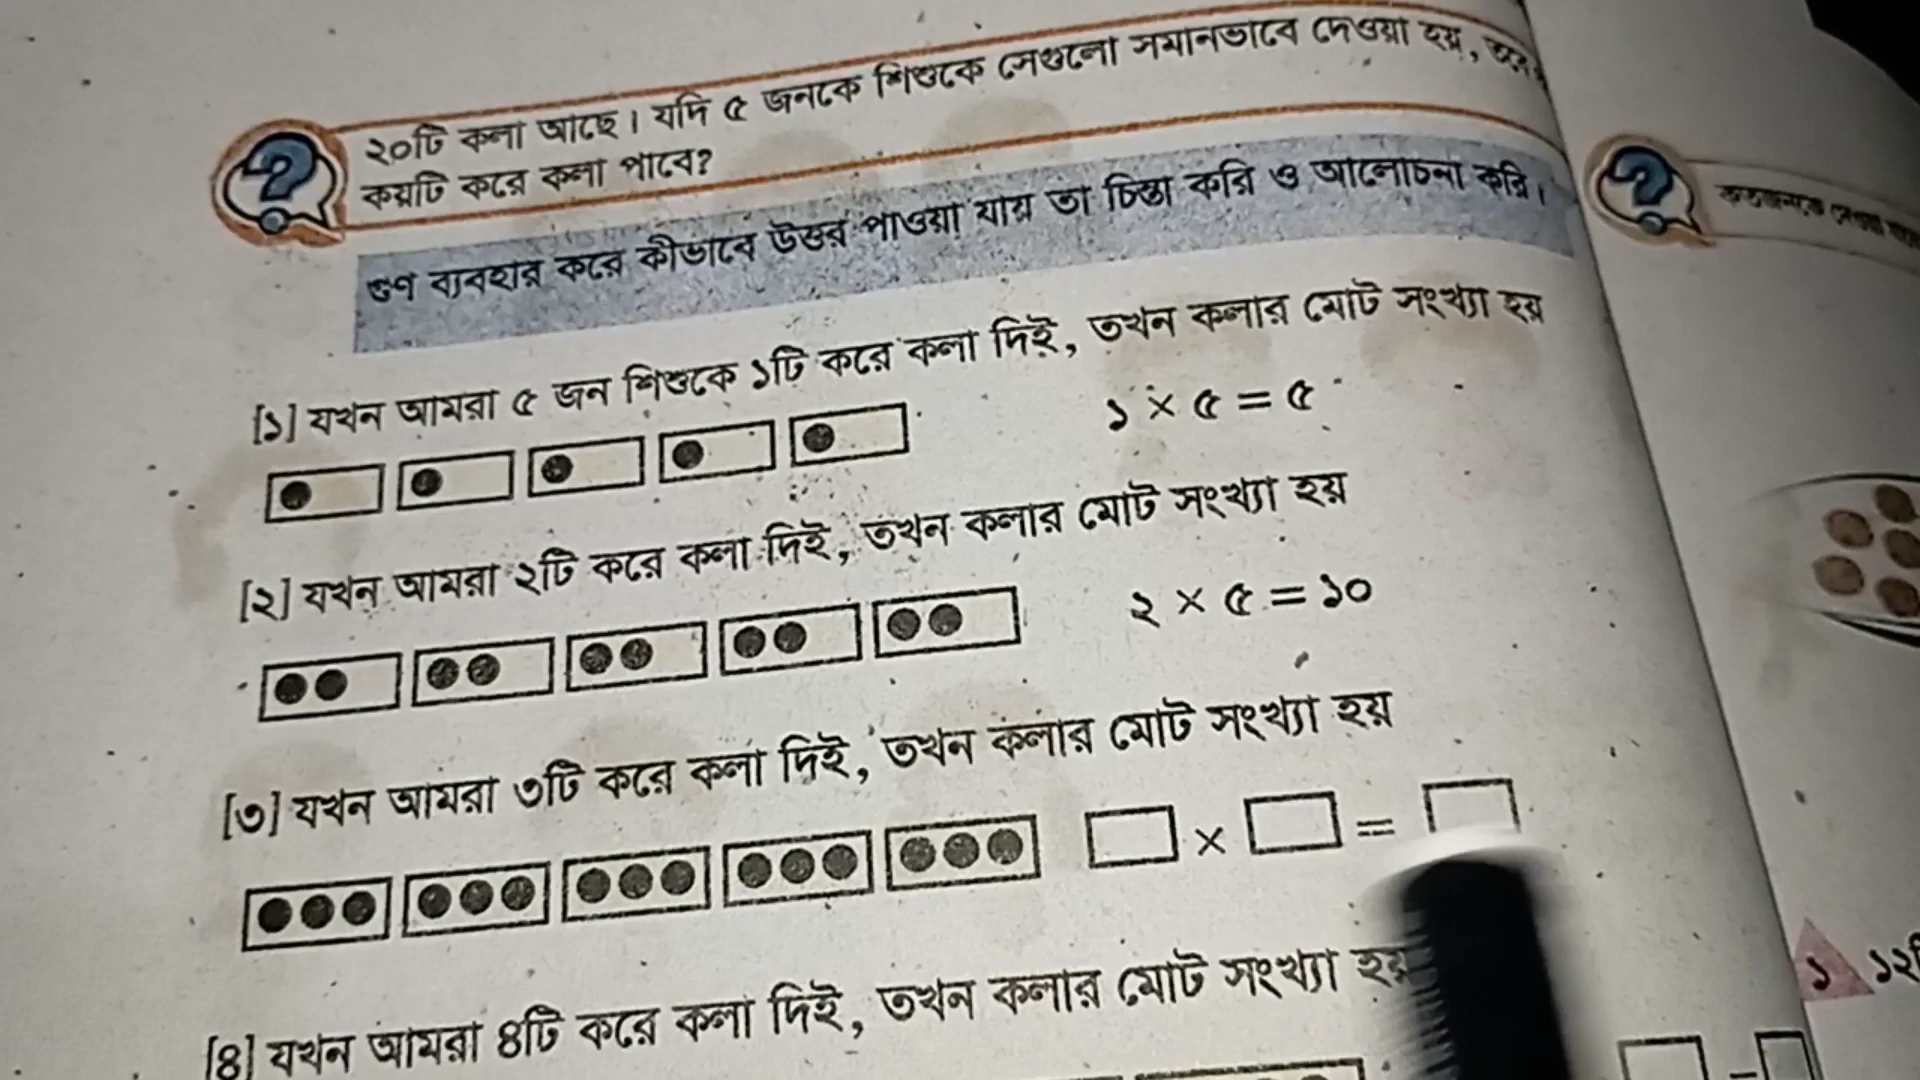 ২০টি কলা আছে। যদি ৫ জনকে শিশুকে সেগুলো সমানভাবে দেওয়া হয়,
কয়টি করে কলা পাবে?
গুণ ব্যবহার করে কীভাবে উত্তর পাওয়া যায় তা চিন্তা করি ও আলোচনা করি।
[১] যখন আমরা ৫ জন শিশুকে ১টি করে কলা দিই, তখন কলার মোট সংখ্যা হয়
১ × ৫ = ৫
[২] যখন আমরা ২টি করে কলা দিই, তখন কলার মোট সংখ্যা হয়
২ × ৫ = ১০
[৩] যখন আমরা ৩টি করে কলা দিই, তখন কলার মোট সংখ্যা হয়
× =
[৪] যখন আমরা ৪টি করে কলা দিই, তখন কলার মোট সংখ্যা হয়
১